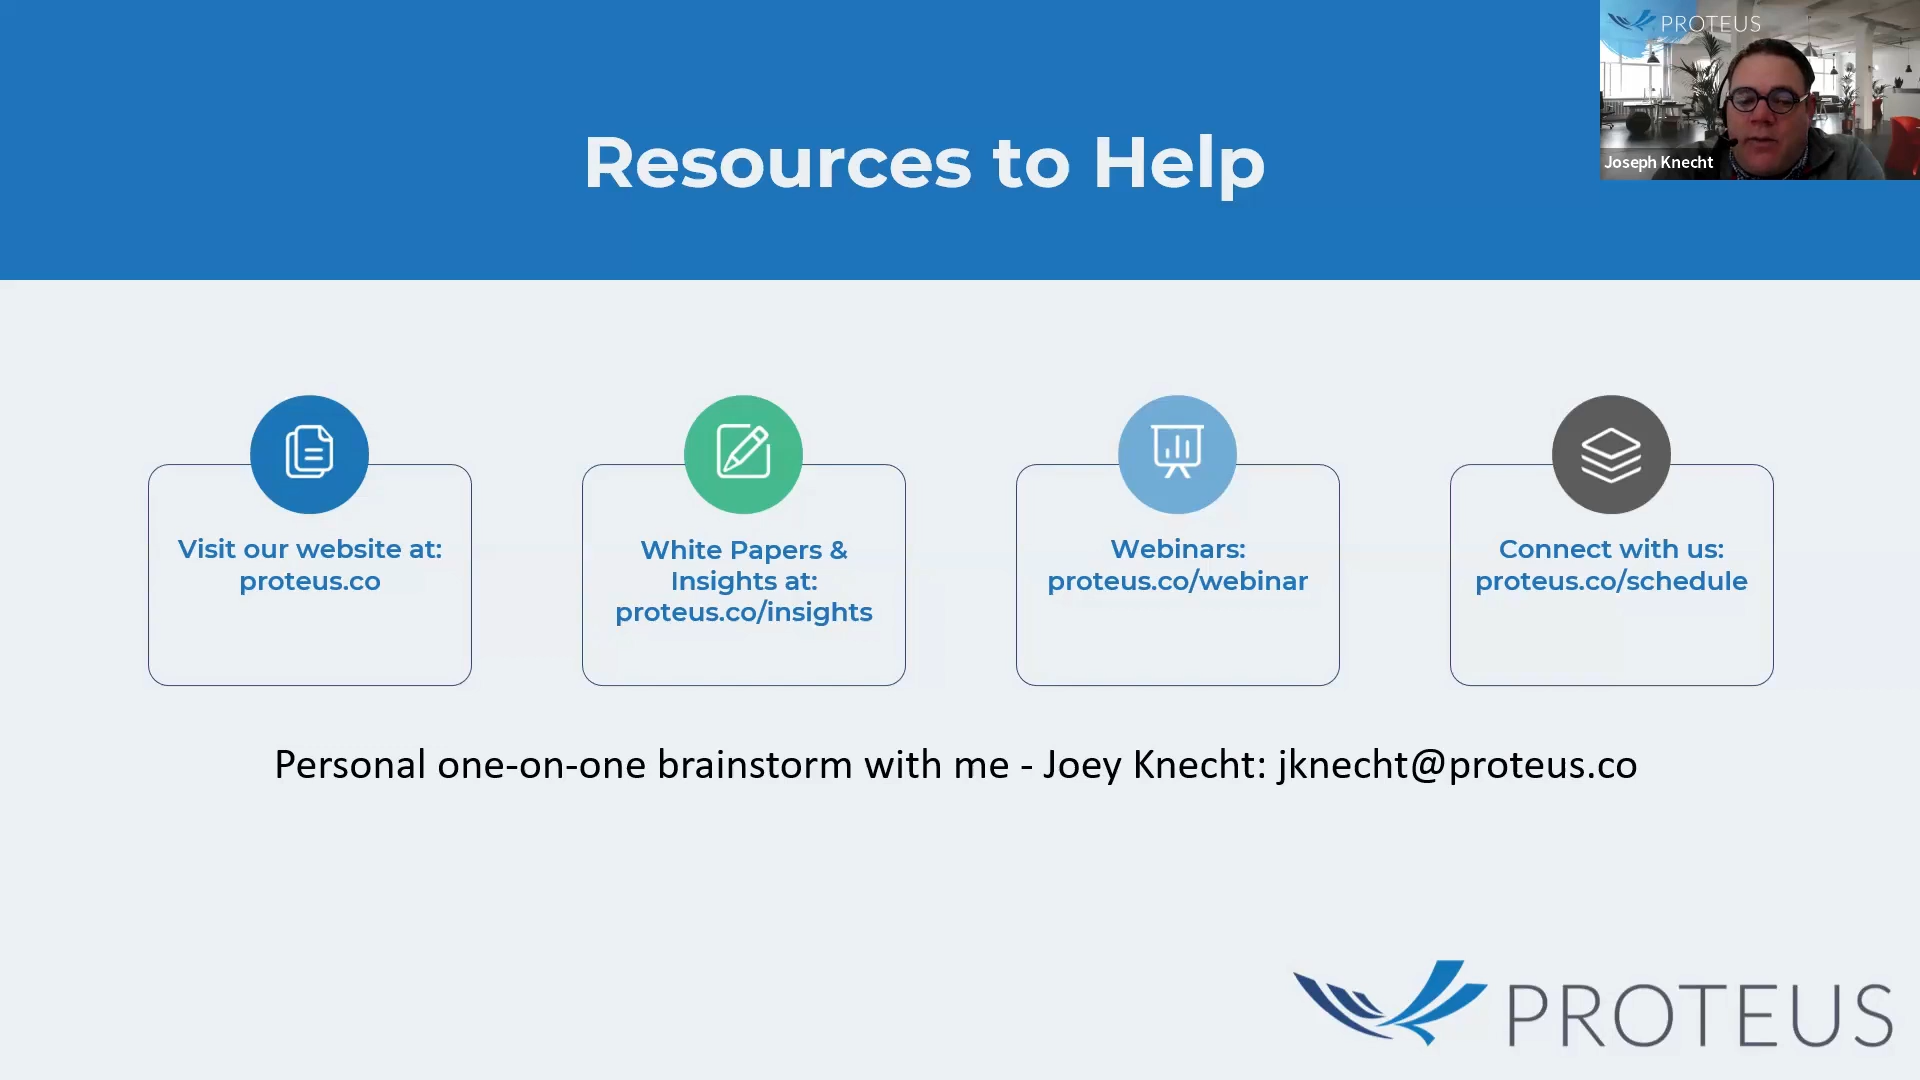 PROTEUS
Joseph Knecht
Resources to Help
Visit our website at:
proteus.co
White Papers &
Insights at:
proteus.co/insights
Webinars:
proteus.co/webinar
Connect with us:
proteus.co/schedule
Personal one-on-one brainstorm with me - Joey Knecht: jknecht@proteus.co
PROTEUS